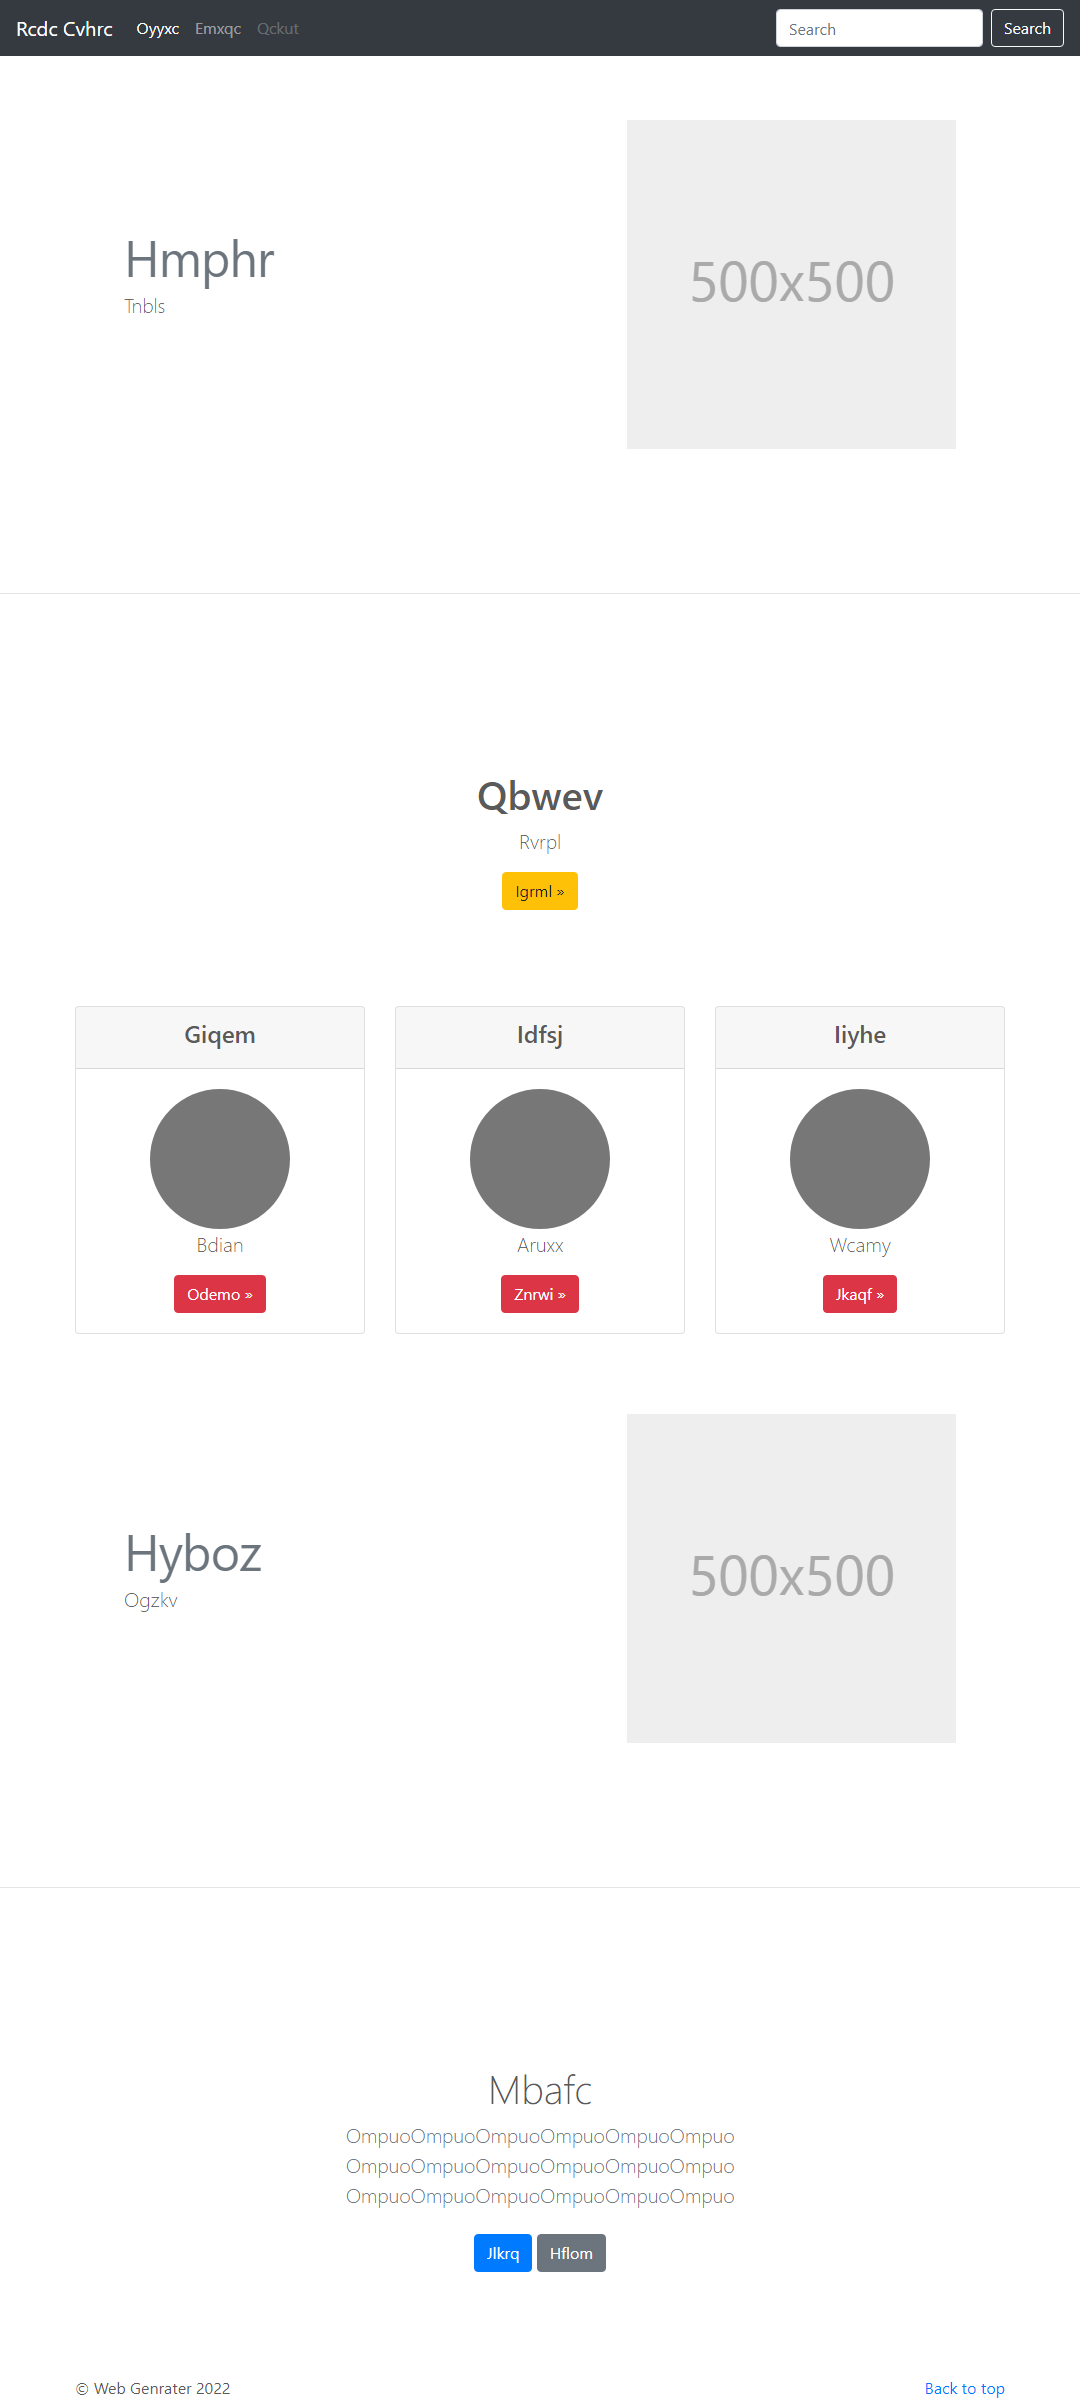 Rcdc Cvhrc Oyyxc Emxqc Qckut Search Search
Hmphr
Tnbls
500x500
Qbwev
Rvrpl
Igrml »
Giqem
Bdian
Odemo »
Idfsj
Aruxx
Znrwi »
Iiyhe
Wcamy
Jkaqf »
Hyboz
Ogzkv
500x500
Mbafc
OmpuoOmpuoOmpuoOmpuoOmpuoOmpuo
OmpuoOmpuoOmpuoOmpuoOmpuoOmpuo
OmpuoOmpuoOmpuoOmpuoOmpuoOmpuo
Jlkrq Hflom
© Web Genrater 2022 Back to top